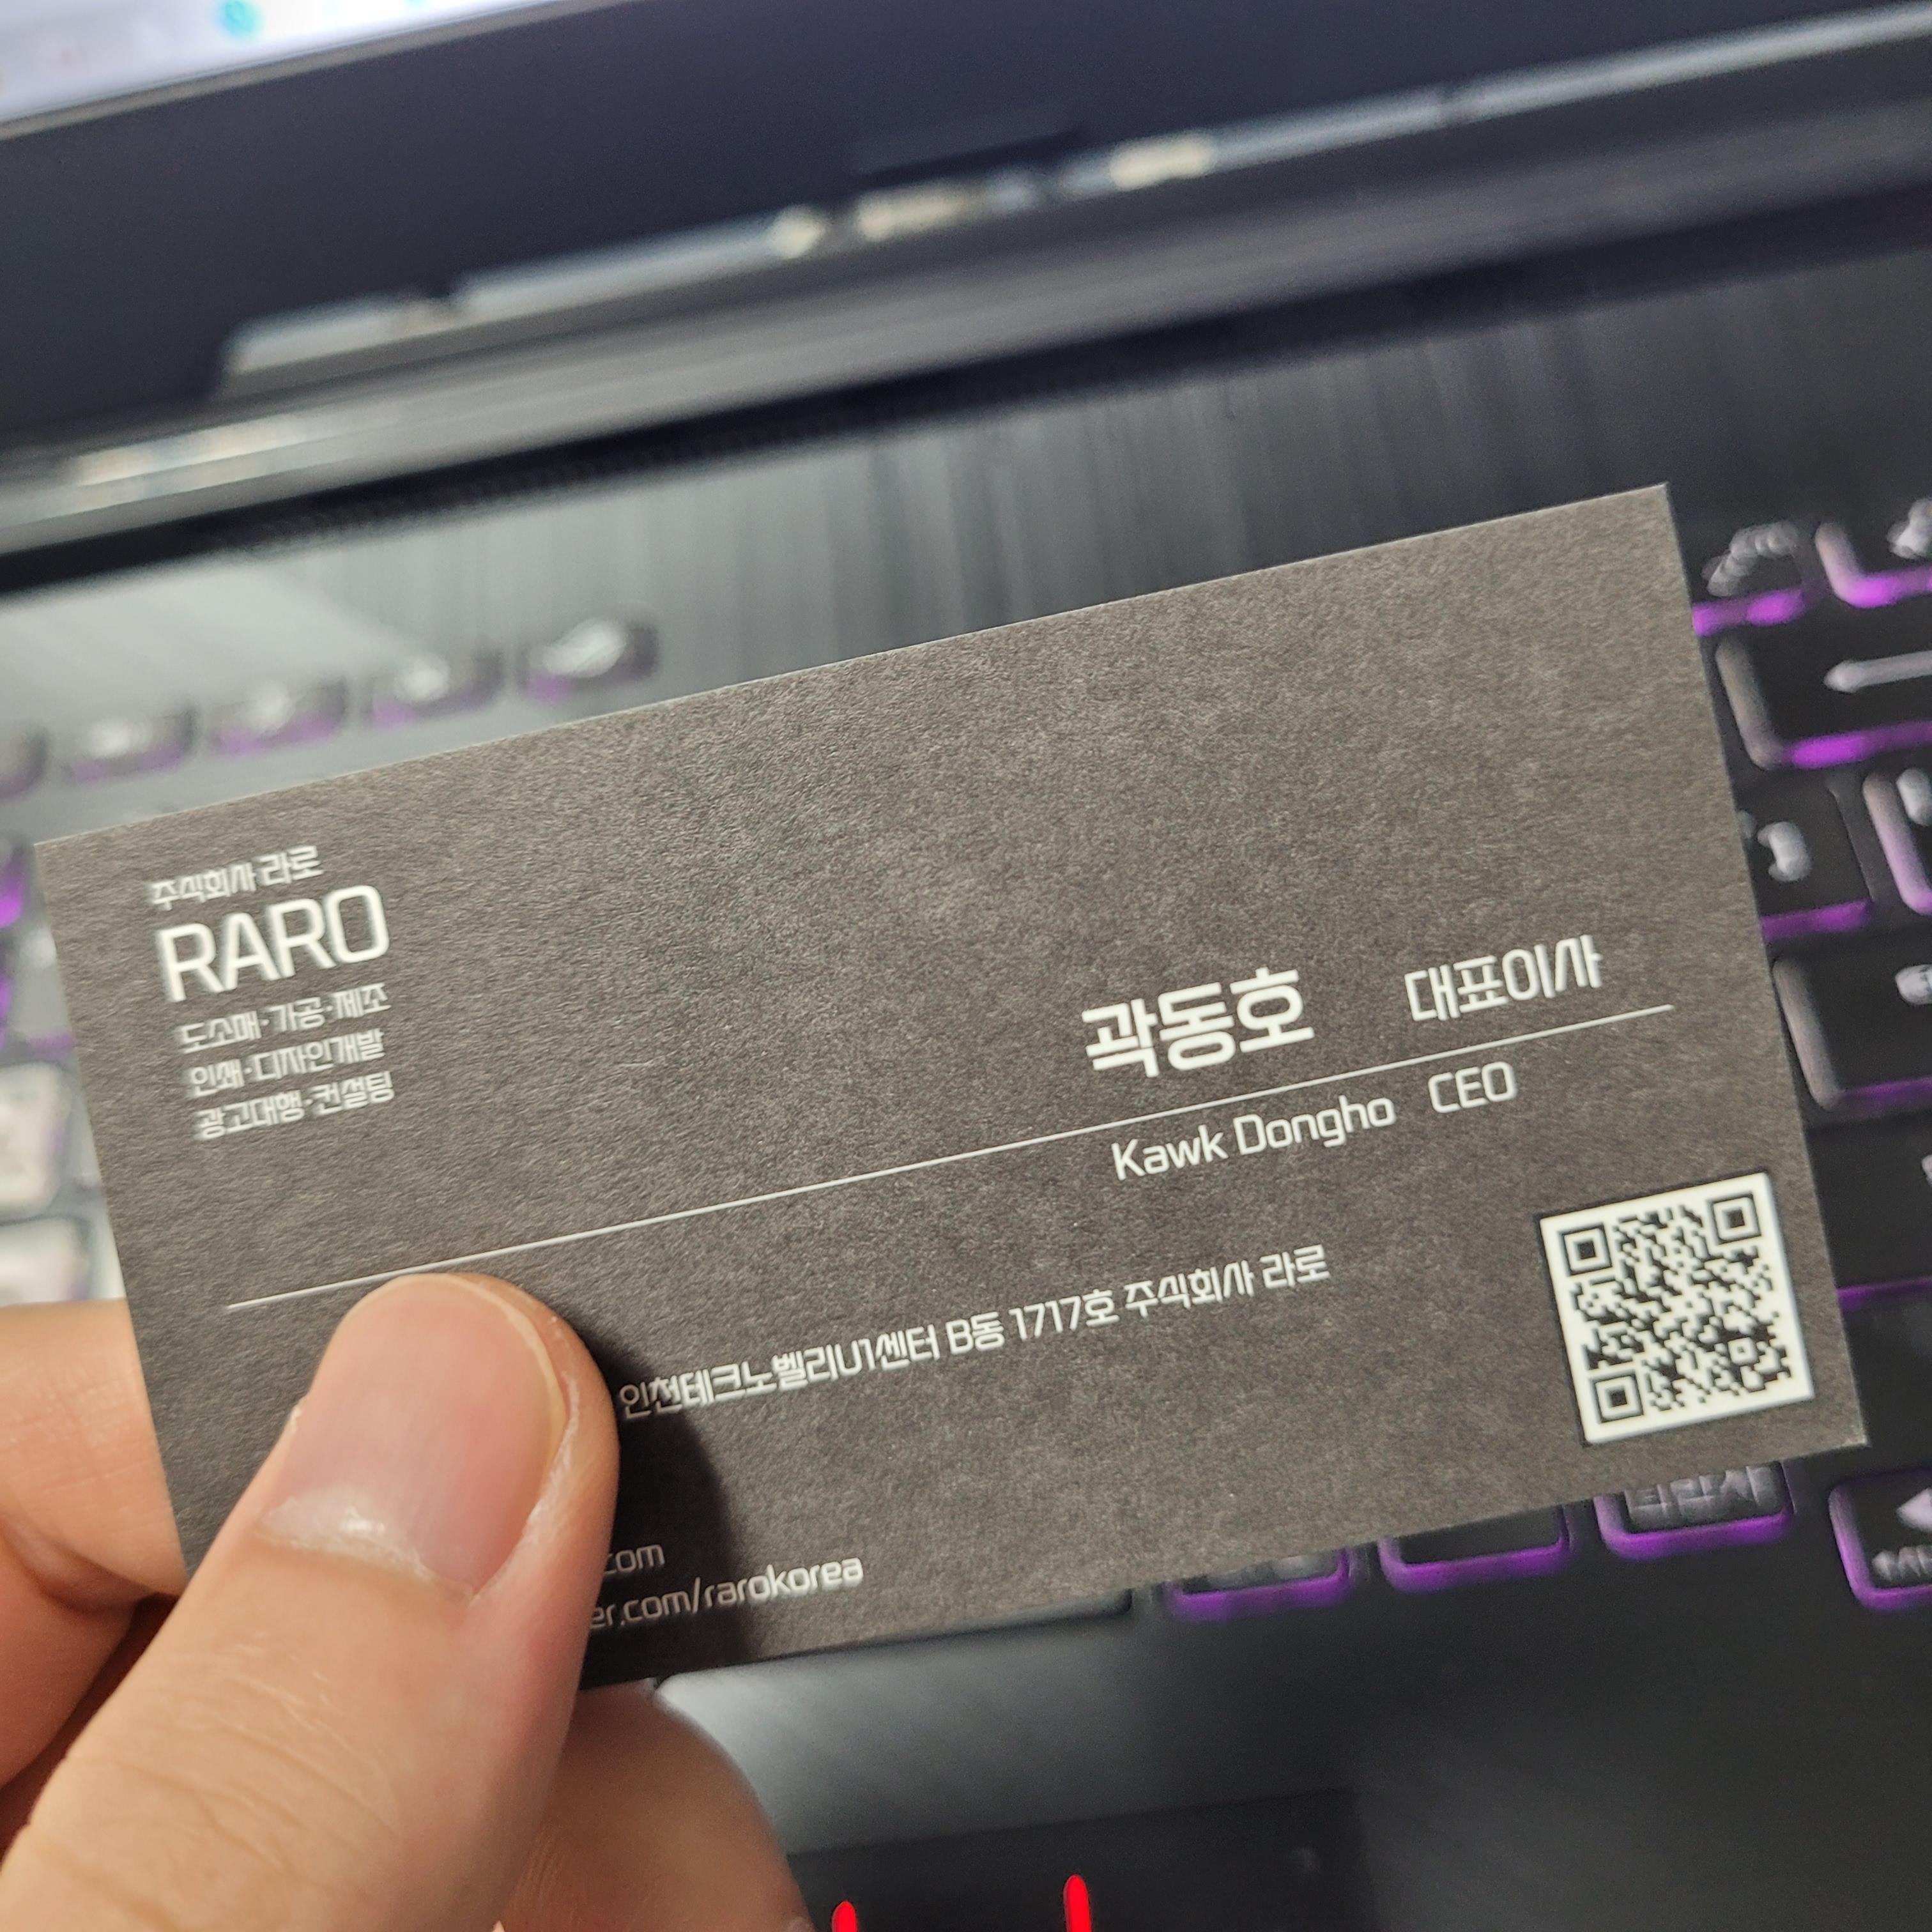 주식회사 라로
RARO
도소매·가공·제조
인쇄·디자인개발
광고대행·컨설팅
곽동호 대표이사
Kawk Dongho CEO
인천테크노벨리U1센터 B동 1717호 주식회사 라로
.com
er.com/rarokorea